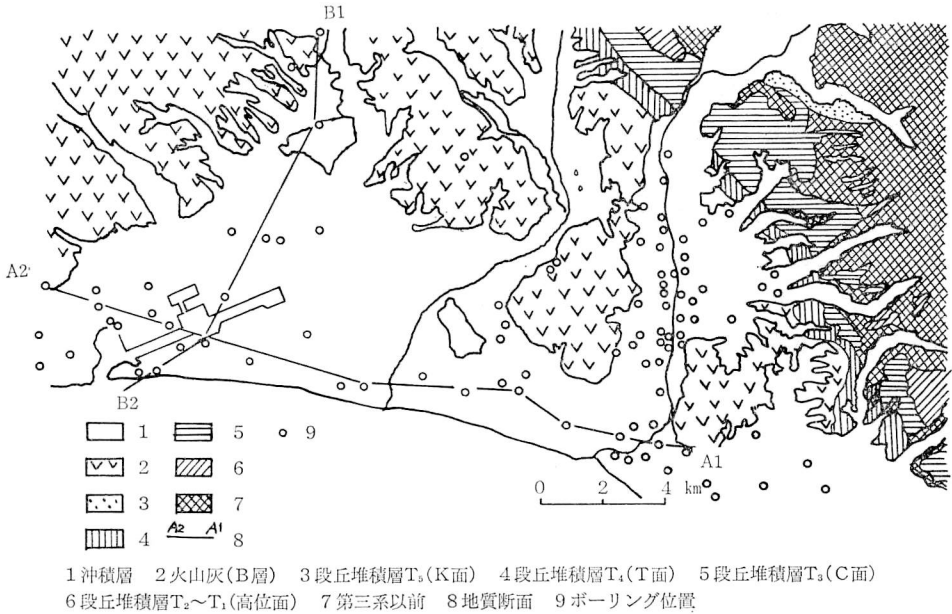 B1
A2
B2
A1
1 5 9
2 6
3 7
4 A2 A1 8
0 2 4 km
1沖積層 2火山灰(B層) 3段丘堆積層T₅(K面) 4段丘堆積層T₄(T面) 5段丘堆積層T₃(C面)
6段丘堆積層T₂〜T₁(高位面) 7第三系以前 8地質断面 9ボーリング位置